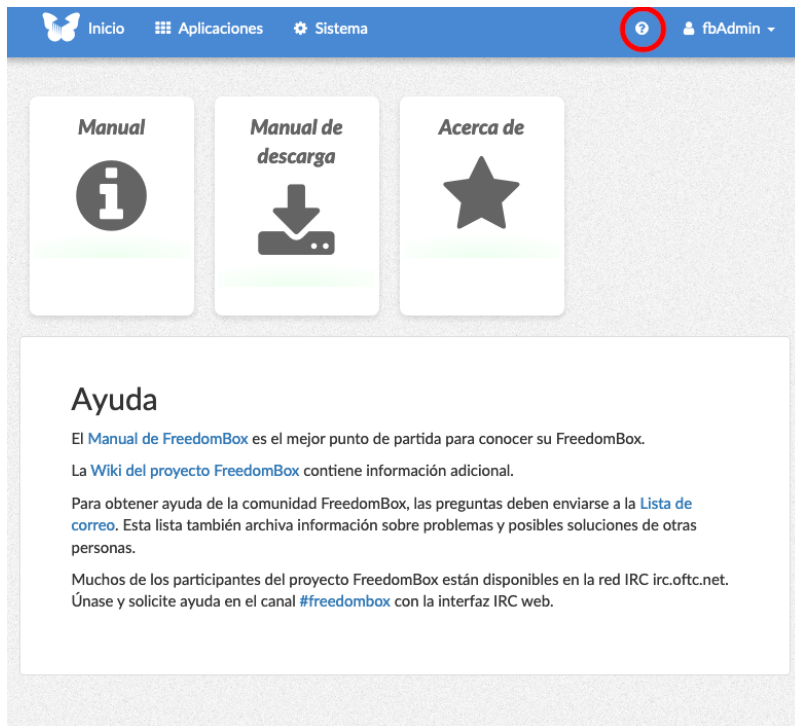 Inicio Aplicaciones Sistema fbAdmin
Manual
Manual de
descarga
Acerca de
Ayuda
El Manual de FreedomBox es el mejor punto de partida para conocer su FreedomBox.
La Wiki del proyecto FreedomBox contiene información adicional.
Para obtener ayuda de la comunidad FreedomBox, las preguntas deben enviarse a la Lista de
correo. Esta lista también archiva información sobre problemas y posibles soluciones de otras
personas.
Muchos de los participantes del proyecto FreedomBox están disponibles en la red IRC irc.oftc.net.
Únase y solicite ayuda en el canal #freedombox con la interfaz IRC web.